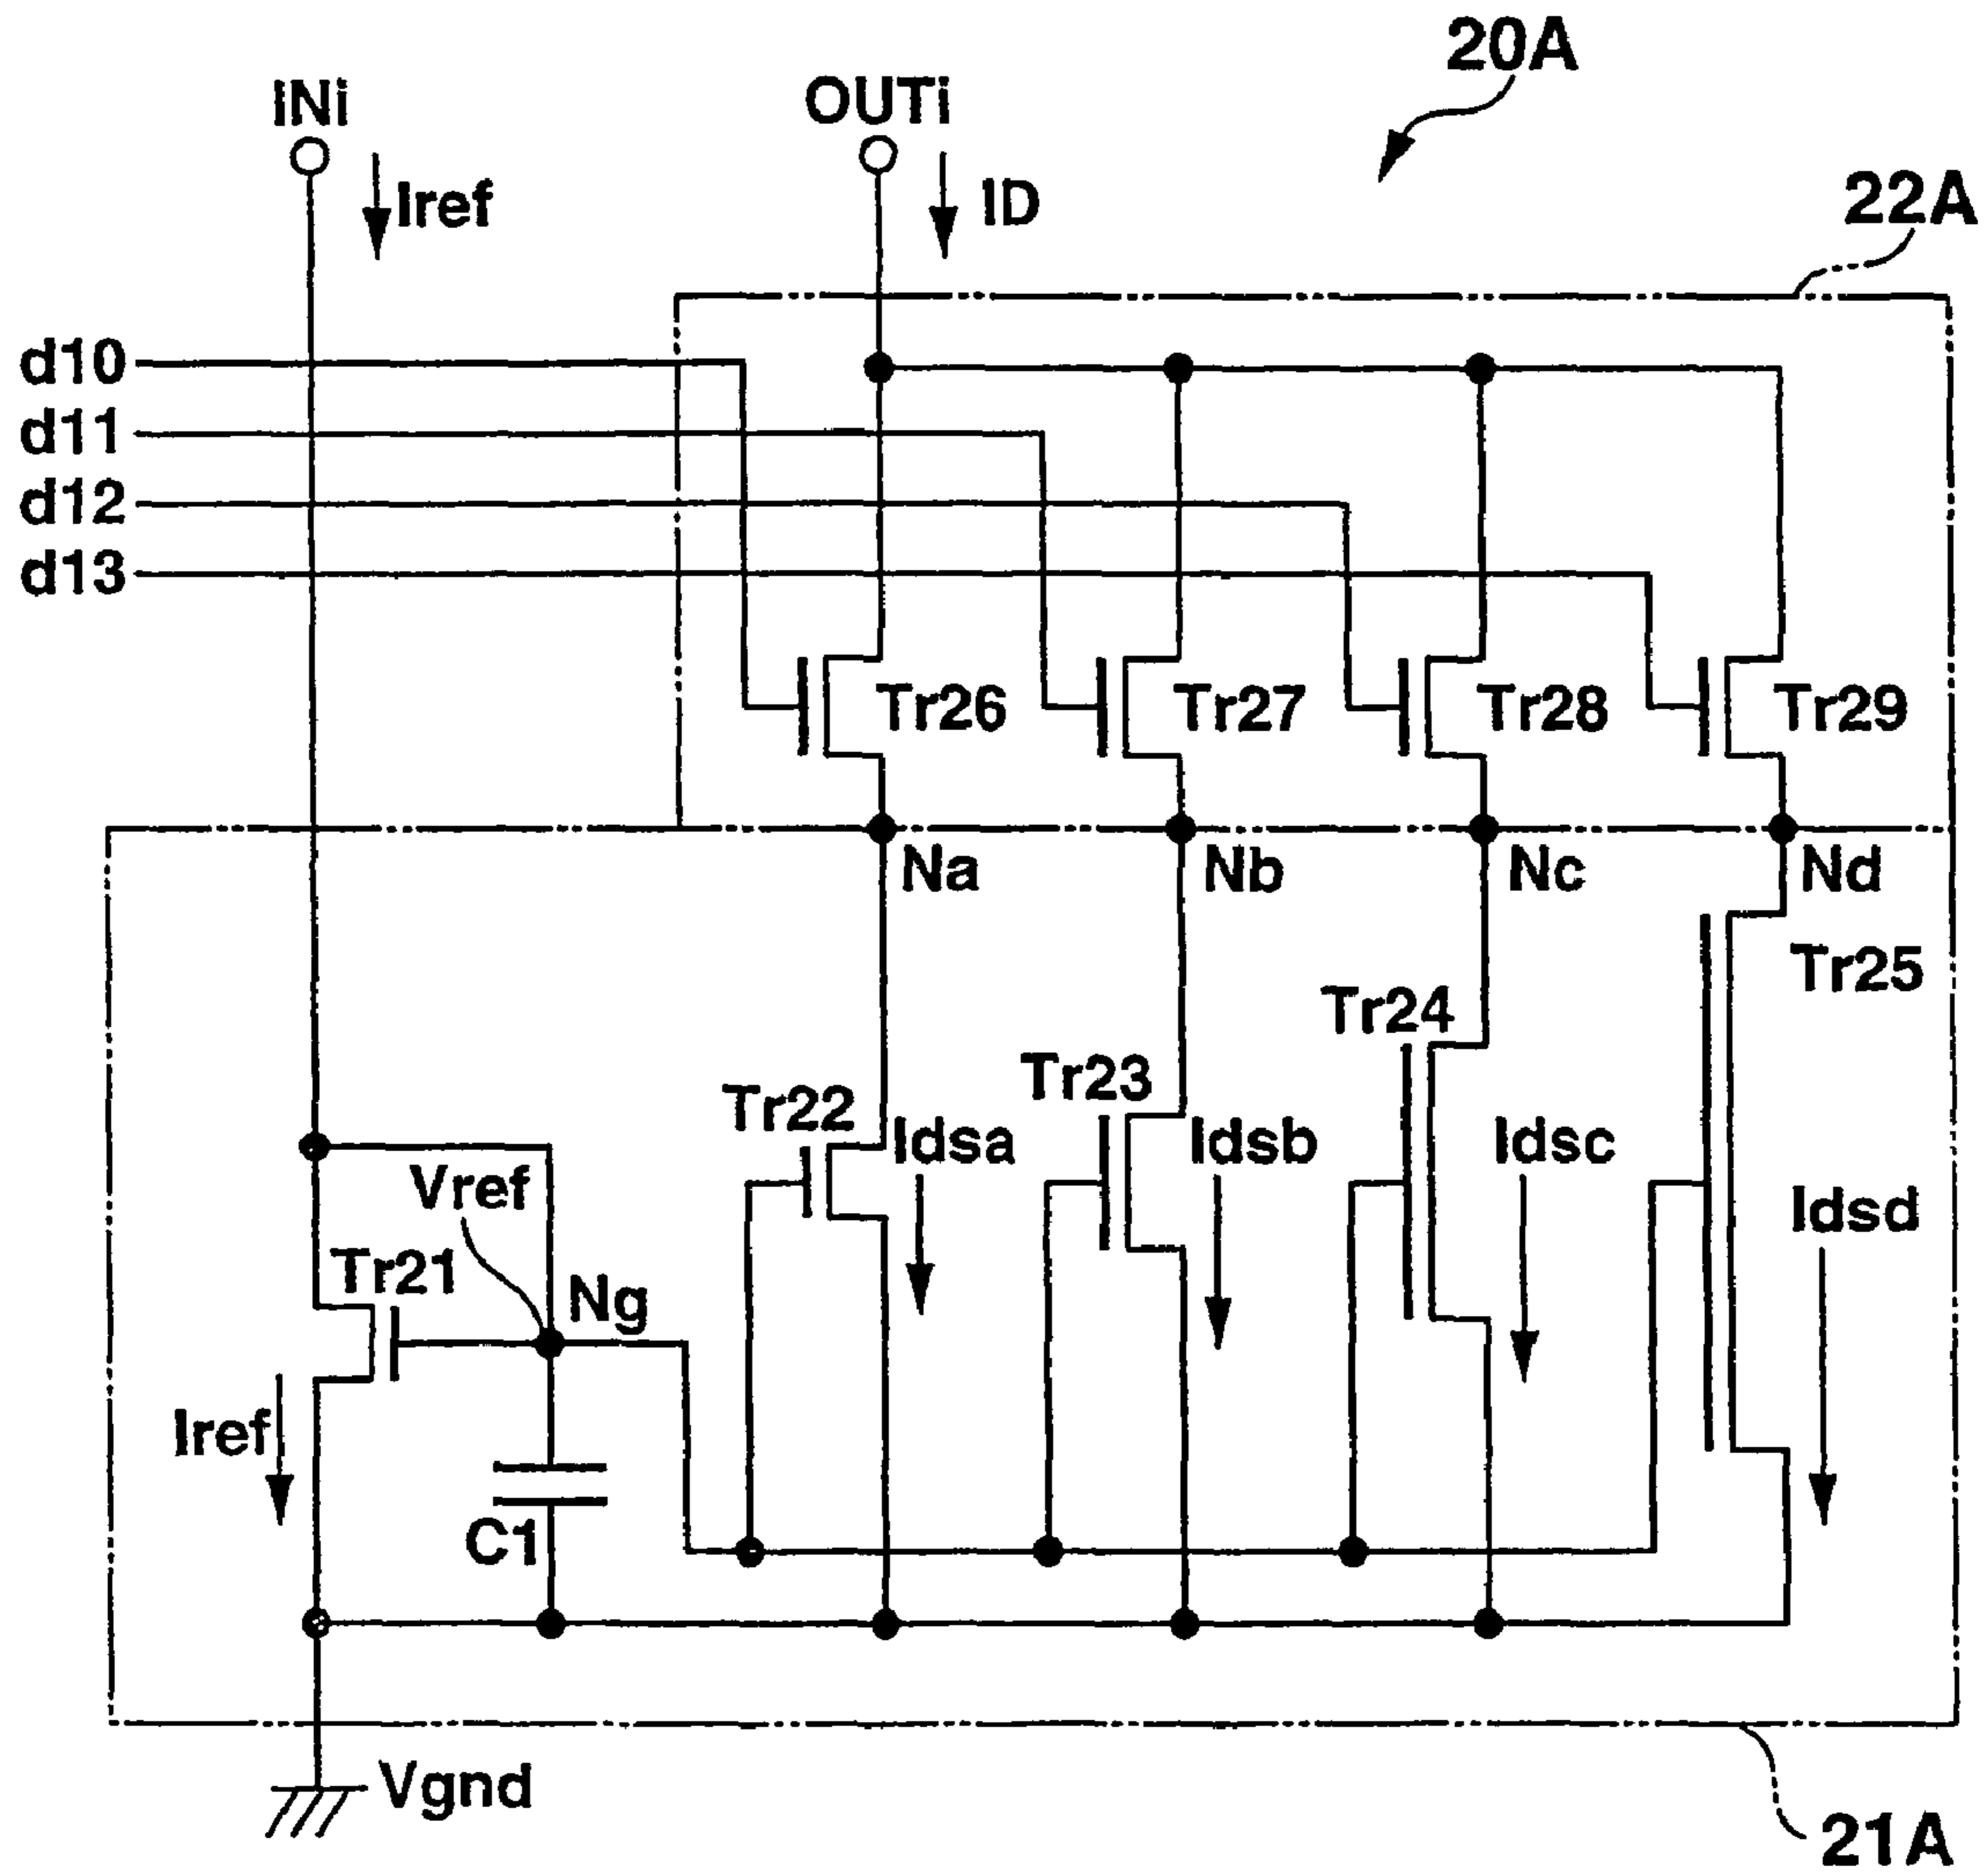 20A
INi
OUTi
Iref
ID
22A
d10
d11
d12
d13
Tr26
Tr27
Tr28
Tr29
Na
Nb
Nc
Nd
Tr25
Tr24
Tr23
Tr22
Idsa
Idsb
Idsc
Idsd
Vref
Tr21
Ng
Iref
C1
Vgnd
21A